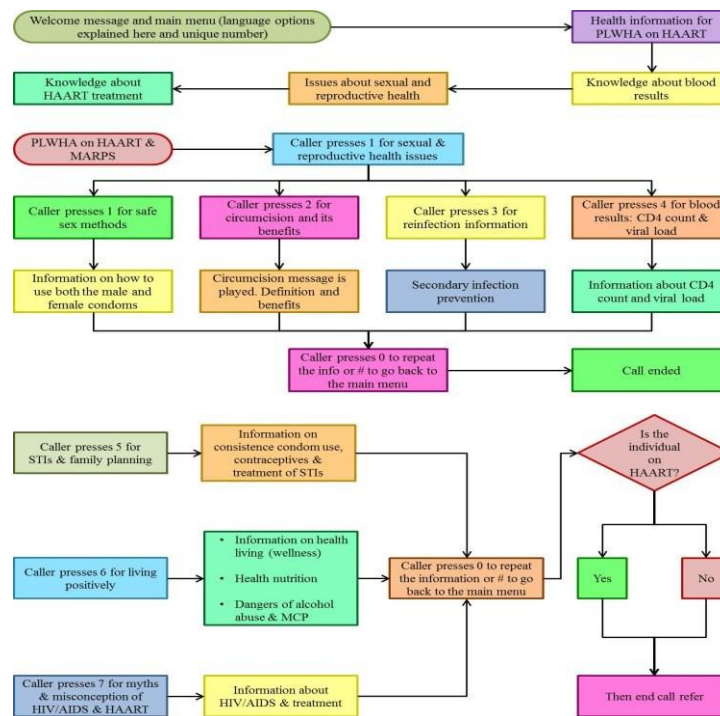 Welcome message and main menu (language options
explained here and unique number)
Health information for
PLWHA on HAART
Knowledge about
HAART treatment
Issues about sexual and
reproductive health
Knowledge about blood
results
PLWHA on HAART &
MARPS
Caller presses 1 for sexual &
reproductive health issues
Caller presses 1 for safe
sex methods
Caller presses 2 for
circumcision and its
benefits
Caller presses 3 for
reinfection information
Caller presses 4 for blood
results: CD4 count &
viral load
Information on how to
use both the male and
female condoms
Circumcision message is
played. Definition and
benefits
Secondary infection
prevention
Information about CD4
count and viral load
Caller presses 0 to repeat
the info or # to go back to
the main menu
Call ended
Caller presses 5 for
STIs & family planning
Information on
consistence condom use,
contraceptives &
treatment of STIs
Is the
individual
on
HAART?
Caller presses 6 for living
positively
• Information on health
living (wellness)
• Health nutrition
• Dangers of alcohol
abuse & MCP
Caller presses 0 to repeat
the information or # to go
back to the main menu
Yes
No
Caller presses 7 for myths
& misconception of
HIV/AIDS & HAART
Information about
HIV/AIDS & treatment
Then end call refer